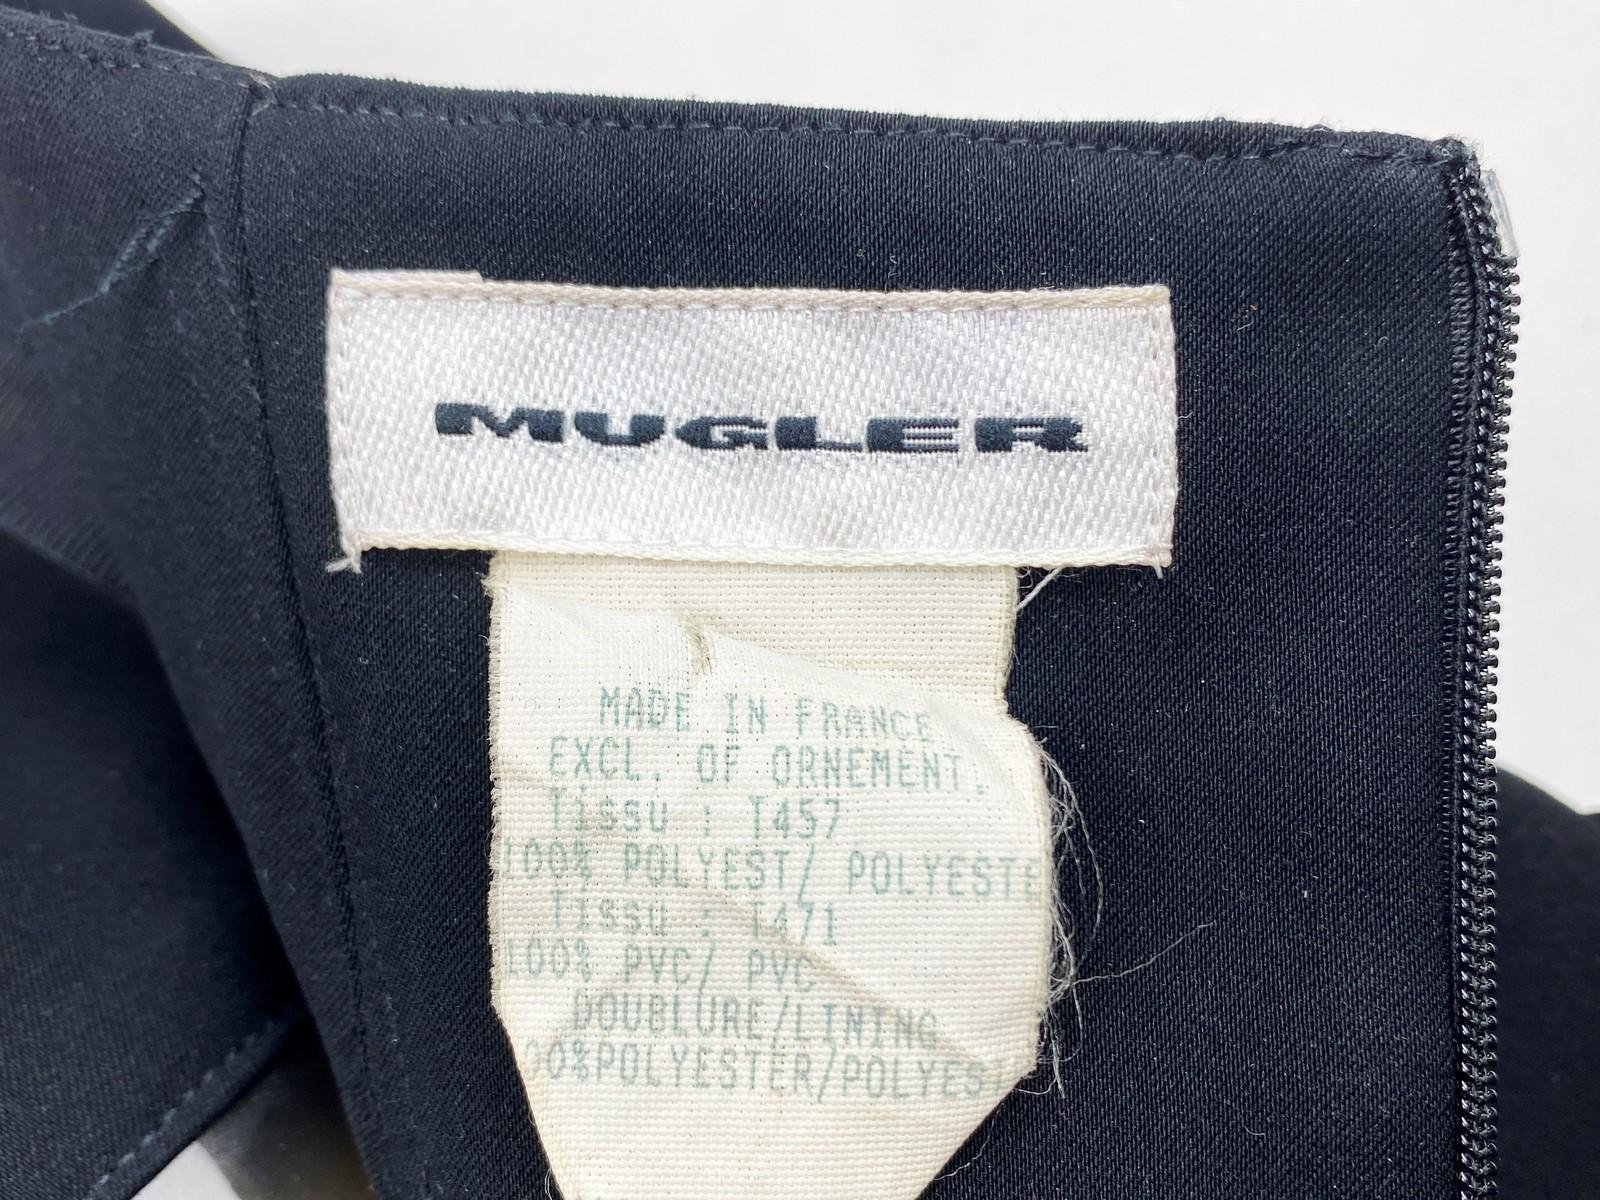 MUGLER
MADE IN FRANCE
EXCL. OF ORNEMENT.
Tissu : T457
100% POLYEST/ POLYESTE
Tissu : T471
100% PVC/ PVC
DOUBLURE/LINING
00%POLYESTER/POLYES